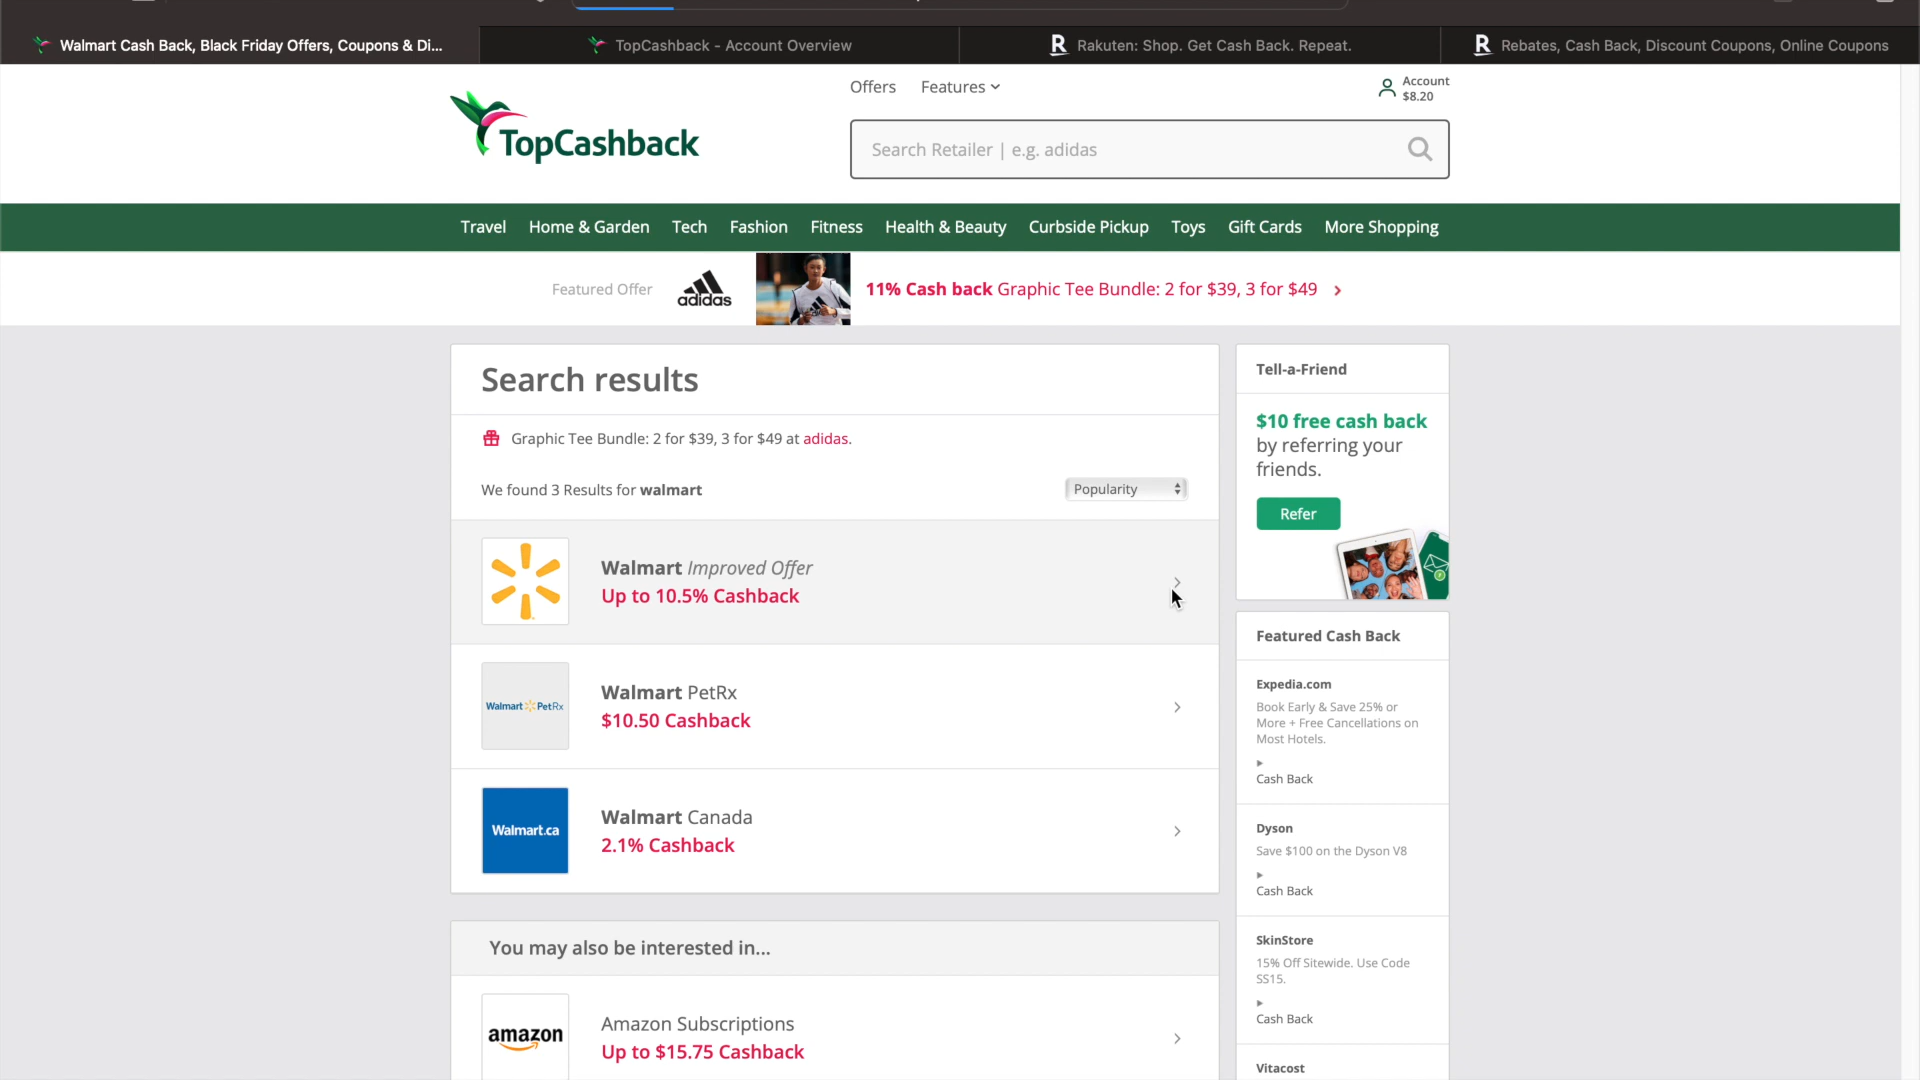 Walmart Cash Back, Black Friday Offers, Coupons & Di...
TopCashback - Account Overview
Rakuten: Shop. Get Cash Back. Repeat.
Rebates, Cash Back, Discount Coupons, Online Coupons
TopCashback
Offers
Features
Account
$8.20
Search Retailer | e.g. adidas
Travel
Home & Garden
Tech
Fashion
Fitness
Health & Beauty
Curbside Pickup
Toys
Gift Cards
More Shopping
Featured Offer
adidas
11% Cash back Graphic Tee Bundle: 2 for $39, 3 for $49
Search results
Graphic Tee Bundle: 2 for $39, 3 for $49 at adidas.
We found 3 Results for walmart
Popularity
Walmart Improved Offer
Up to 10.5% Cashback
Walmart PetRx
Walmart PetRx
$10.50 Cashback
Walmart.ca
Walmart Canada
2.1% Cashback
You may also be interested in...
amazon
Amazon Subscriptions
Up to $15.75 Cashback
Tell-a-Friend
$10 free cash back
by referring your
friends.
Refer
Featured Cash Back
Expedia.com
Book Early & Save 25% or
More + Free Cancellations on
Most Hotels.
Cash Back
Dyson
Save $100 on the Dyson V8
Cash Back
SkinStore
15% Off Sitewide. Use Code
SS15.
Cash Back
Vitacost